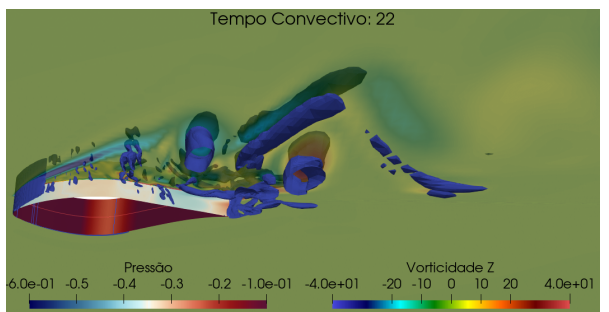 Tempo Convectivo: 22
Pressão Vorticidade Z
6.0e-01 -0.5 -0.4 -0.3 -0.2 -1.0e-01 -4.0e+01 -20 -10 0 10 20 4.0e+01